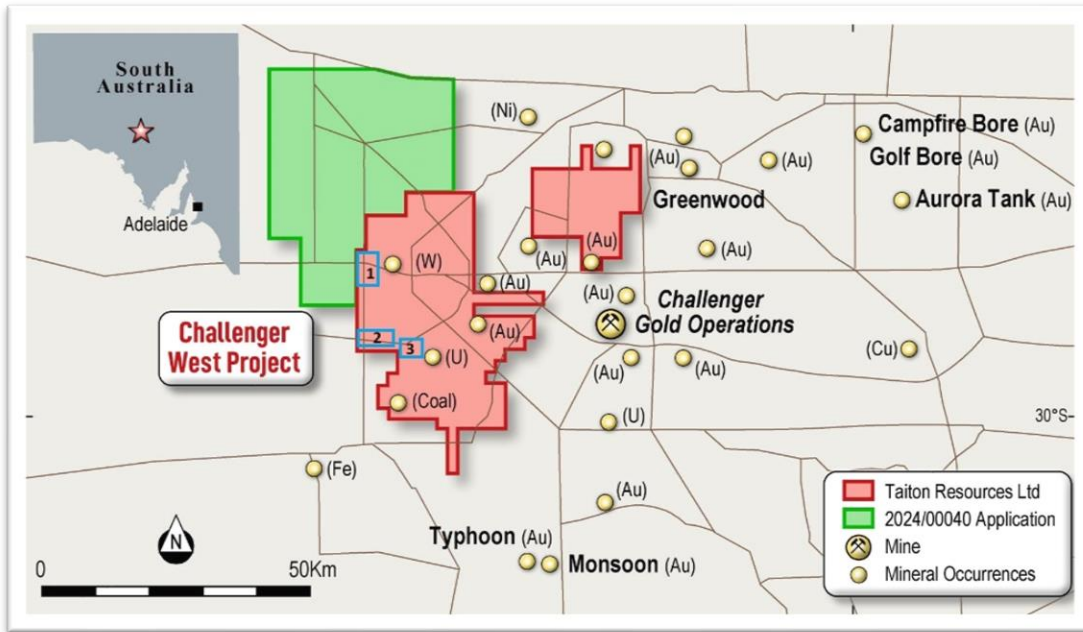 South
Australia
Adelaide
(Ni)
(Au)
(Au)
Campfire Bore (Au)
Golf Bore (Au)
Aurora Tank (Au)
Greenwood
(Au)
(Au)
(Au)
(W)
(Au)
(Au)
Challenger
Gold Operations
1
2
3
(Au)
(U)
(Au)
(Au)
(Cu)
Challenger
West Project
(Coal)
(U)
30°S
(Fe)
(Au)
Typhoon (Au)
Monsoon (Au)
N
0
50Km
Taiton Resources Ltd
2024/00040 Application
Mine
Mineral Occurrences